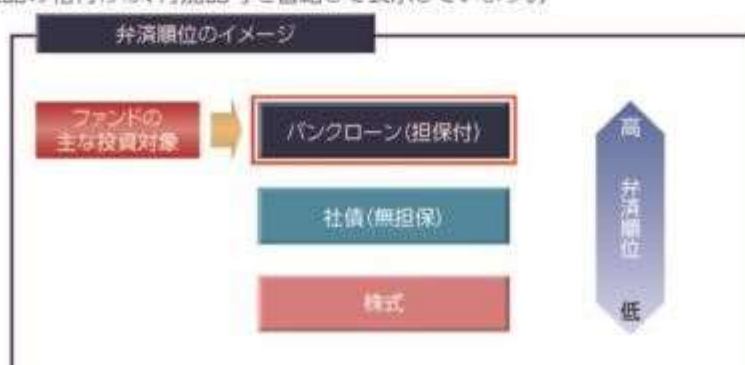 弁済順位のイメージ
ファンドの
主な投資対象
バンクローン(担保付)
社債(無担保)
株式
高
弁済順位
低